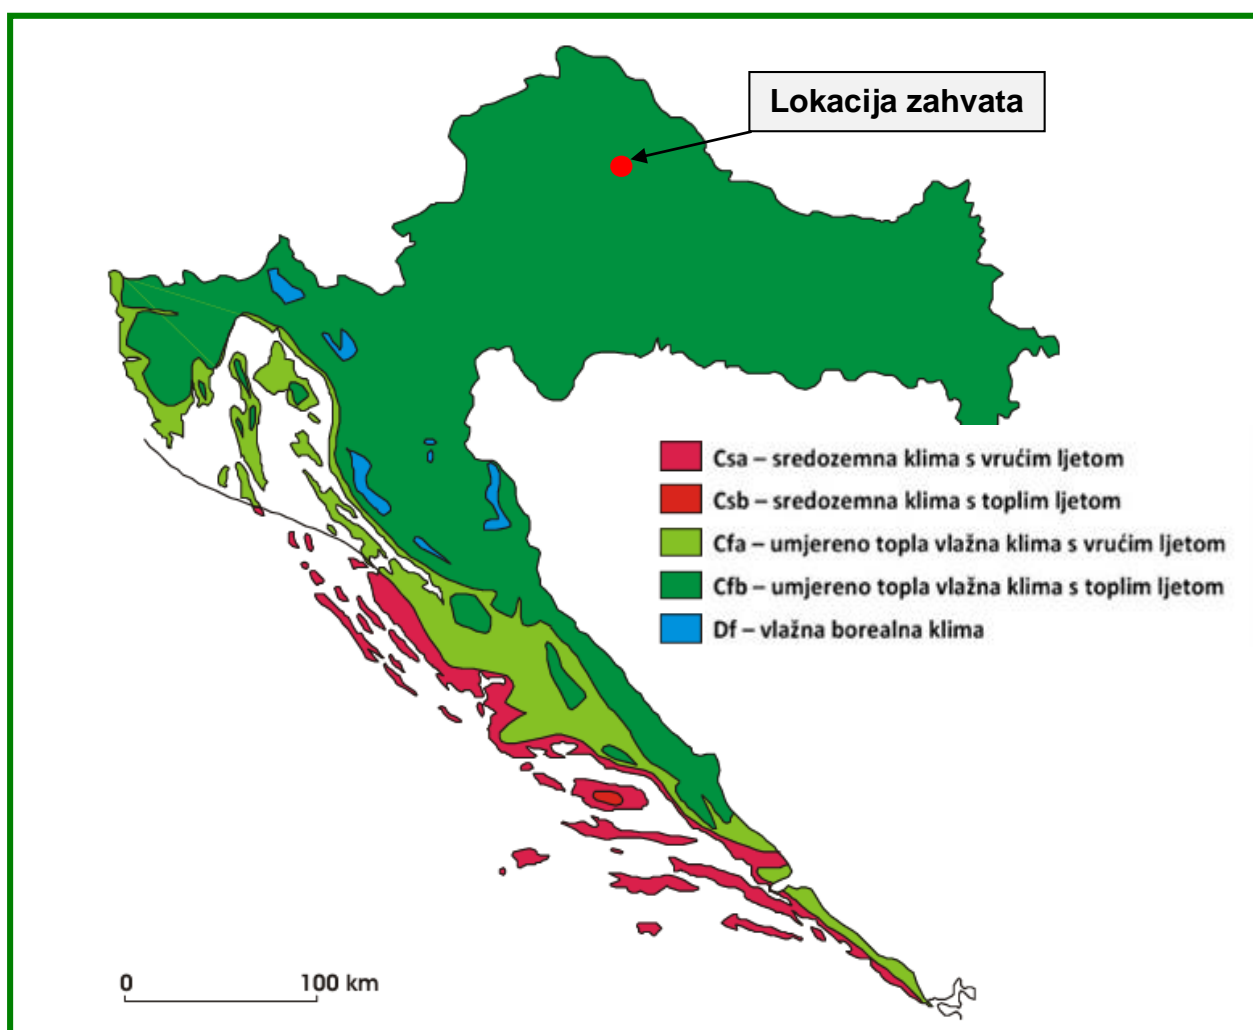 Lokacija zahvata
Csa – sredozemna klima s vrućim ljetom
Csb – sredozemna klima s toplim ljetom
Cfa – umjereno topla vlažna klima s vrućim ljetom
Cfb – umjereno topla vlažna klima s toplim ljetom
Df – vlažna borealna klima
0 100 km